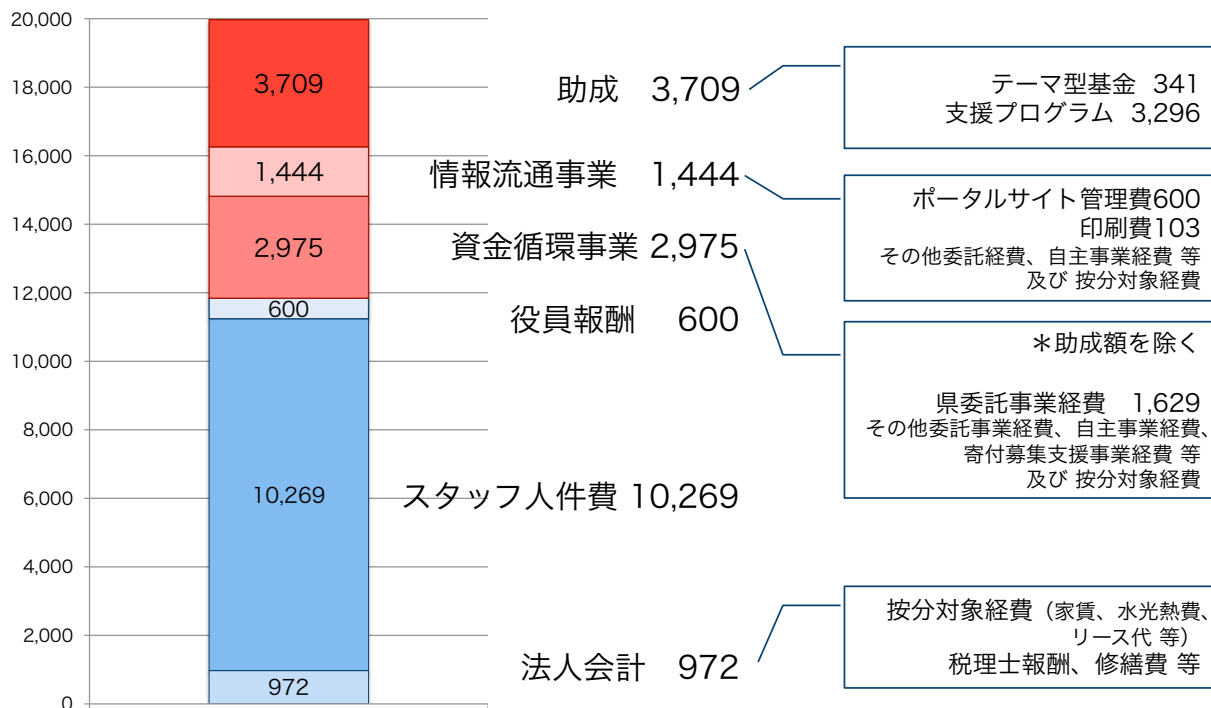 20,000
18,000
16,000
14,000
12,000
10,000
8,000
6,000
4,000
2,000
0
3,709
1,444
2,975
600
10,269
972
助成 3,709
情報流通事業 1,444
資金循環事業 2,975
役員報酬 600
スタッフ人件費 10,269
法人会計 972
テーマ型基金 341
支援プログラム 3,296
ポータルサイト管理費600
印刷費103
その他委託経費、自主事業経費 等
及び 按分対象経費
＊助成額を除く
県委託事業経費 1,629
その他委託事業経費、自主事業経費、
寄付募集支援事業経費 等
及び 按分対象経費
按分対象経費（家賃、水光熱費、
リース代 等）
税理士報酬、修繕費 等